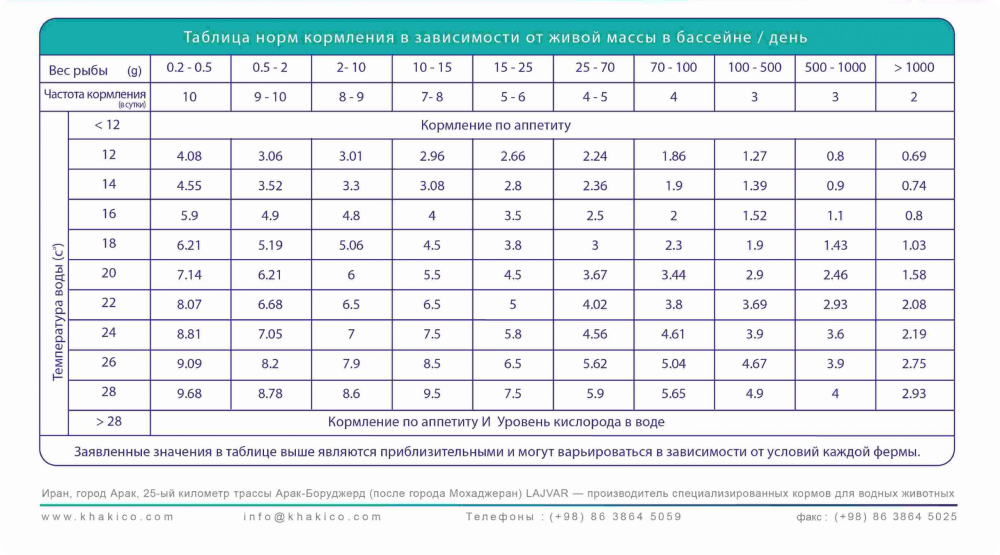 Таблица норм кормления в зависимости от живой массы в бассейне / день
Вес рыбы (g) 0.2 - 0.5 0.5 - 2 2- 10 10 - 15 15 - 25 25 - 70 70 - 100 100 - 500 500 - 1000 > 1000
Частота кормления (в сутки) 10 9 - 10 8 - 9 7- 8 5 - 6 4 - 5 4 3 3 2
Температура воды (с°)
< 12 Кормление по аппетиту
12 4.08 3.06 3.01 2.96 2.66 2.24 1.86 1.27 0.8 0.69
14 4.55 3.52 3.3 3.08 2.8 2.36 1.9 1.39 0.9 0.74
16 5.9 4.9 4.8 4 3.5 2.5 2 1.52 1.1 0.8
18 6.21 5.19 5.06 4.5 3.8 3 2.3 1.9 1.43 1.03
20 7.14 6.21 6 5.5 4.5 3.67 3.44 2.9 2.46 1.58
22 8.07 6.68 6.5 6.5 5 4.02 3.8 3.69 2.93 2.08
24 8.81 7.05 7 7.5 5.8 4.56 4.61 3.9 3.6 2.19
26 9.09 8.2 7.9 8.5 6.5 5.62 5.04 4.67 3.9 2.75
28 9.68 8.78 8.6 9.5 7.5 5.9 5.65 4.9 4 2.93
> 28 Кормление по аппетиту И Уровень кислорода в воде
Заявленные значения в таблице выше являются приблизительными и могут варьироваться в зависимости от условий каждой фермы.
Иран, город Арак, 25-ый километр трассы Арак-Боруджерд (после города Мохаджеран) LAJVAR — производитель специализированных кормов для водных животных
www.khakico.com info@khakico.com Телефоны : (+98) 86 3864 5059 факс : (+98) 86 3864 5025